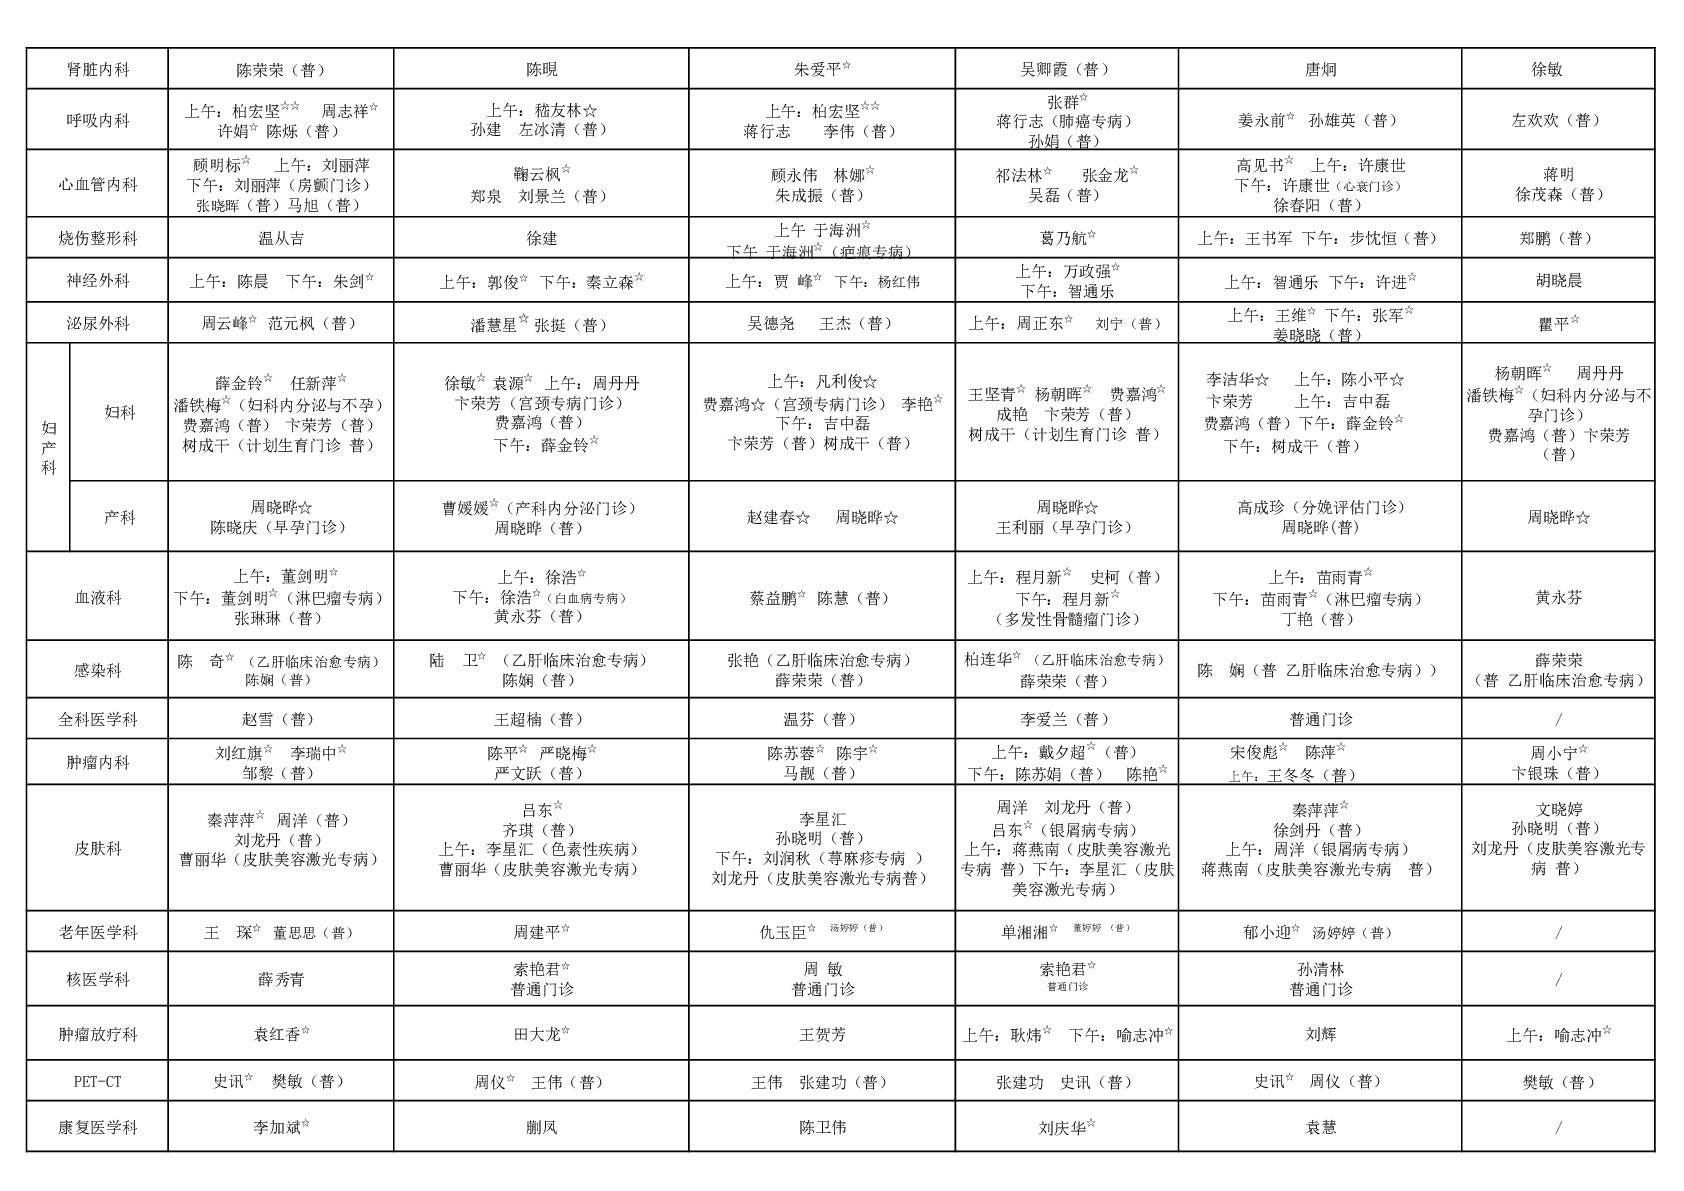 肾脏内科 陈荣荣（普） 陈晛 朱爱平☆ 吴卿霞（普） 唐炯 徐敏
呼吸内科
上午：柏宏坚☆☆ 周志祥☆
许娟☆ 陈烁（普）
上午：嵇友林☆
孙建 左冰清（普）
上午：柏宏坚☆☆
蒋行志 李伟（普）
张群☆
蒋行志（肺癌专病）
孙娟（普）
姜永前☆ 孙雄英（普）
左欢欢（普）
心血管内科
顾明标☆ 上午：刘丽萍
下午：刘丽萍（房颤门诊）
张晓晖（普）马旭（普）
鞠云枫☆
郑泉 刘景兰（普）
顾永伟 林娜☆
朱成振（普）
祁法林☆ 张金龙☆
吴磊（普）
高见书☆ 上午：许康世
下午：许康世（心衰门诊）
徐春阳（普）
蒋明
徐茂森（普）
烧伤整形科
温从吉
徐建
上午 于海洲☆
下午 于海洲☆（疤痕专病）
葛乃航☆
上午：王书军 下午：步忱恒（普）
郑鹏（普）
神经外科
上午：陈晨 下午：朱剑☆
上午：郭俊☆ 下午：秦立森☆
上午：贾 峰☆ 下午：杨红伟
上午：万政强☆
下午：智通乐
上午：智通乐 下午：许进☆
胡晓晨
泌尿外科
周云峰☆ 范元枫（普）
潘慧星☆ 张挺（普）
吴德尧 王杰（普）
上午：周正东☆ 刘宁（普）
上午：王维☆ 下午：张军☆
姜晓晓（普）
瞿平☆
妇产科
妇科
薛金铃☆ 任新萍☆
潘铁梅☆（妇科内分泌与不孕）
费嘉鸿（普） 卞荣芳（普）
树成干（计划生育门诊 普）
徐敏☆ 袁源☆ 上午：周丹丹
卞荣芳（宫颈专病门诊）
费嘉鸿（普）
下午：薛金铃☆
上午：凡利俊☆
费嘉鸿☆（宫颈专病门诊） 李艳☆
下午：吉中磊
卞荣芳（普）树成干（普）
王坚青☆ 杨朝晖☆ 费嘉鸿☆
成艳 卞荣芳（普）
树成干（计划生育门诊 普）
李洁华☆ 上午：陈小平☆
卞荣芳 上午：吉中磊
费嘉鸿（普）下午：薛金铃☆
下午：树成干（普）
杨朝晖☆ 周丹丹
潘铁梅☆（妇科内分泌与不
孕门诊）
费嘉鸿（普）卞荣芳
（普）
产科
周晓晔☆
陈晓庆（早孕门诊）
曹媛媛☆（产科内分泌门诊）
周晓晔（普）
赵建春☆ 周晓晔☆
周晓晔☆
王利丽（早孕门诊）
高成珍（分娩评估门诊）
周晓晔(普)
周晓晔☆
血液科
上午：董剑明☆
下午：董剑明☆（淋巴瘤专病）
张琳琳（普）
上午：徐浩☆
下午：徐浩☆（白血病专病）
黄永芬（普）
蔡益鹏☆ 陈慧（普）
上午：程月新☆ 史柯（普）
下午：程月新☆
（多发性骨髓瘤门诊）
上午：苗雨青☆
下午：苗雨青☆（淋巴瘤专病）
丁艳（普）
黄永芬
感染科
陈 奇☆ （乙肝临床治愈专病）
陈娴（普）
陆 卫☆ （乙肝临床治愈专病）
陈娴（普）
张艳（乙肝临床治愈专病）
薛荣荣（普）
柏连华☆ （乙肝临床治愈专病）
薛荣荣（普）
陈 娴（普 乙肝临床治愈专病））
薛荣荣
（普 乙肝临床治愈专病）
全科医学科 赵雪（普） 王超楠（普） 温芬（普） 李爱兰（普） 普通门诊 /
肿瘤内科
刘红旗☆ 李瑞中☆
邹黎（普）
陈平☆ 严晓梅☆
严文跃（普）
陈苏蓉☆ 陈宇☆
马靓（普）
上午：戴夕超☆（普）
下午：陈苏娟（普） 陈艳☆
宋俊彪☆ 陈萍☆
上午：王冬冬（普）
周小宁☆
卞银珠（普）
皮肤科
秦萍萍☆ 周洋（普）
刘龙丹（普）
曹丽华（皮肤美容激光专病）
吕东☆
齐琪（普）
上午：李星汇（色素性疾病）
曹丽华（皮肤美容激光专病）
李星汇
孙晓明（普）
下午：刘润秋（荨麻疹专病 ）
刘龙丹（皮肤美容激光专病普）
周洋 刘龙丹（普）
吕东☆（银屑病专病）
上午：蒋燕南（皮肤美容激光
专病 普）下午：李星汇（皮肤
美容激光专病）
秦萍萍☆
徐剑丹（普）
上午：周洋（银屑病专病）
蒋燕南（皮肤美容激光专病 普）
文晓婷
孙晓明（普）
刘龙丹（皮肤美容激光专
病 普）
老年医学科 王 琛☆ 董思思（普） 周建平☆ 仇玉臣☆ 汤婷婷（普） 单湘湘☆ 董婷婷 （普） 郁小迎☆ 汤婷婷（普） /
核医学科
薛秀青
索艳君☆
普通门诊
周 敏
普通门诊
索艳君☆
普通门诊
孙清林
普通门诊
/
肿瘤放疗科 袁红香☆ 田大龙☆ 王贺芳 上午：耿炜☆ 下午：喻志冲☆ 刘辉 上午：喻志冲☆
PET-CT 史讯☆ 樊敏（普） 周仪☆ 王伟（普） 王伟 张建功（普） 张建功 史讯（普） 史讯☆ 周仪（普） 樊敏（普）
康复医学科 李加斌☆ 蒯凤 陈卫伟 刘庆华☆ 袁慧 /